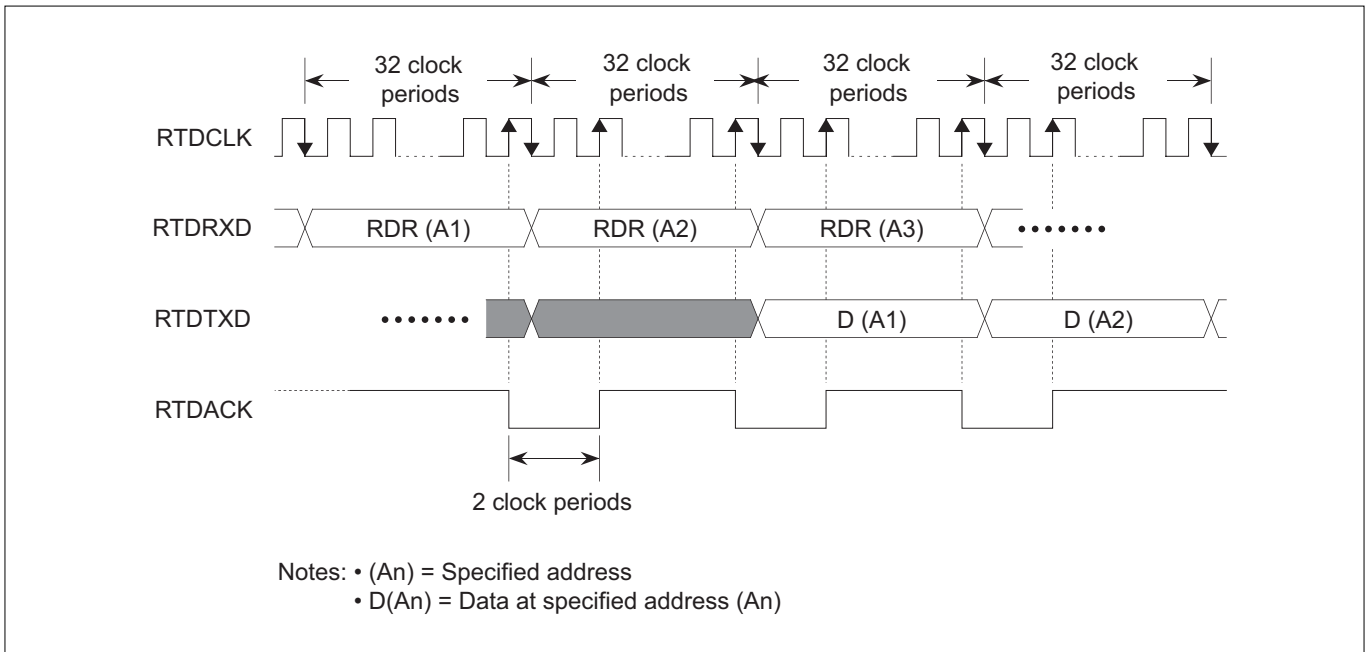 32 clock
periods
32 clock
periods
32 clock
periods
32 clock
periods
RTDCLK
RTDRXD
RDR (A1)
RDR (A2)
RDR (A3)
•••••••
RTDTXD
•••••••
D (A1)
D (A2)
RTDACK
2 clock periods
Notes: • (An) = Specified address
• D(An) = Data at specified address (An)